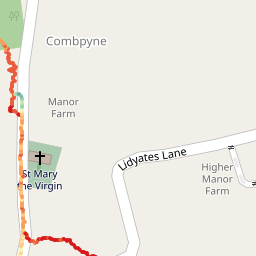 Combpyne
Manor
Farm
Lidyates Lane
St Mary
the Virgin
Higher
Manor
Farm